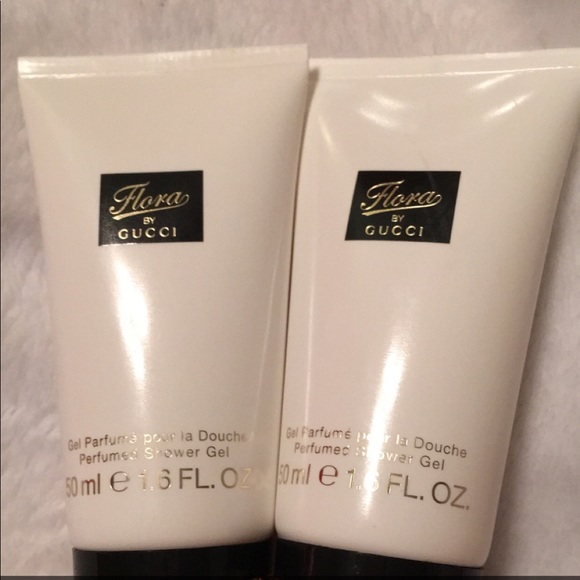 Flora
BY
GUCCI
Gel Parfumé pour la Douche
Perfumed Shower Gel
50 ml e 1.6 FL. OZ.
Flora
BY
GUCCI
Gel Parfumé pour la Douche
Perfumed Shower Gel
50 ml e 1.6 FL. OZ.